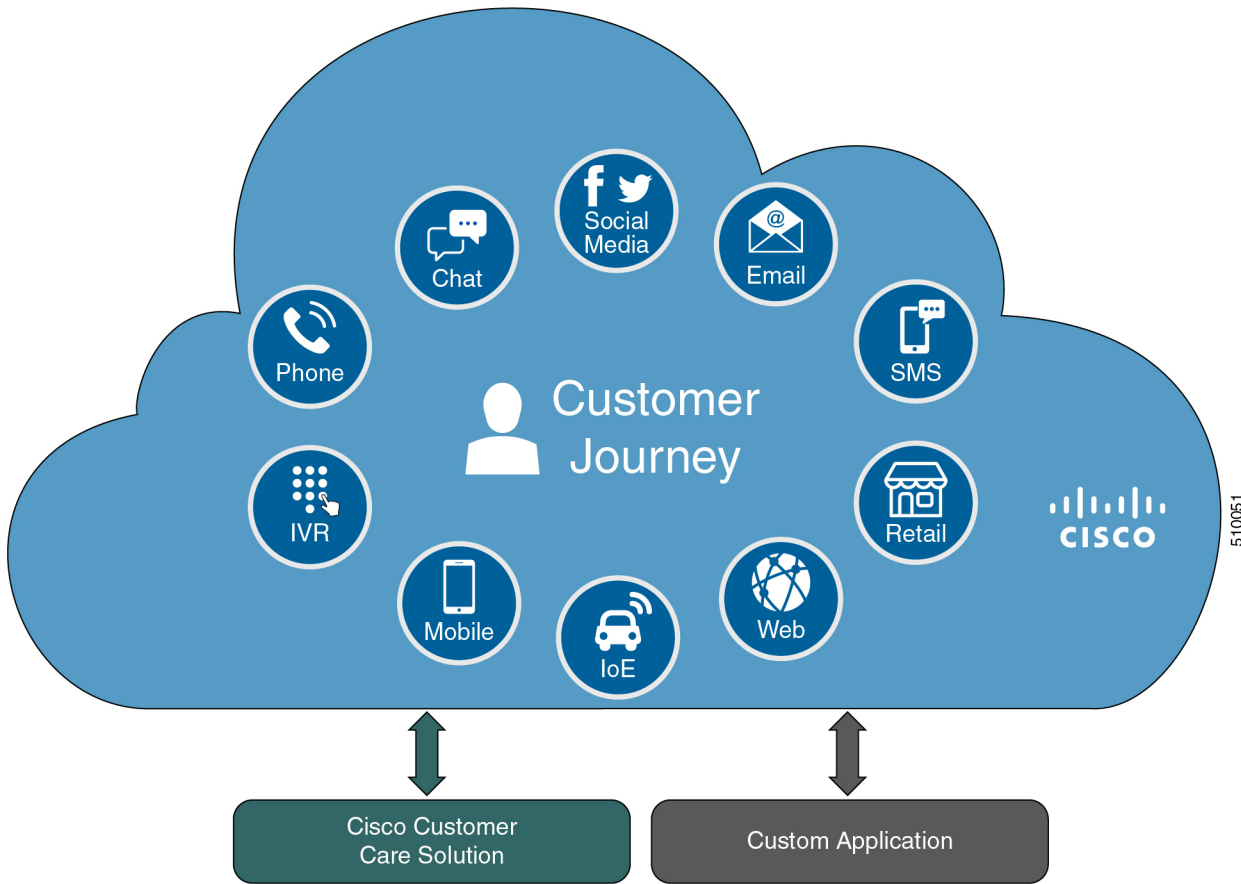 Social
Media
Chat
@
Email
Phone
SMS
Customer
Journey
IVR
Retail
CISCO
510051
Mobile
Web
IoE
Cisco Customer
Care Solution
Custom Application